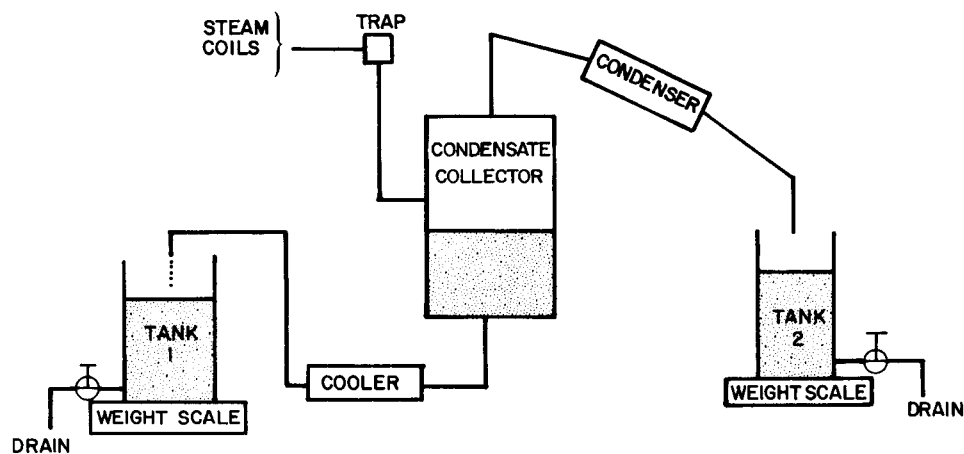 STEAM
COILS
TRAP
CONDENSER
CONDENSATE
COLLECTOR
TANK
1
COOLER
WEIGHT SCALE
DRAIN
TANK
2
WEIGHT SCALE
DRAIN